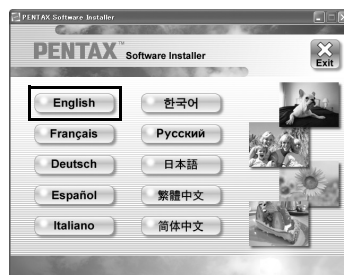 PENTAX Software Installer
PENTAX™ Software Installer
Exit
English
한국어
Français
Русский
Deutsch
日本語
Español
繁體中文
Italiano
简体中文